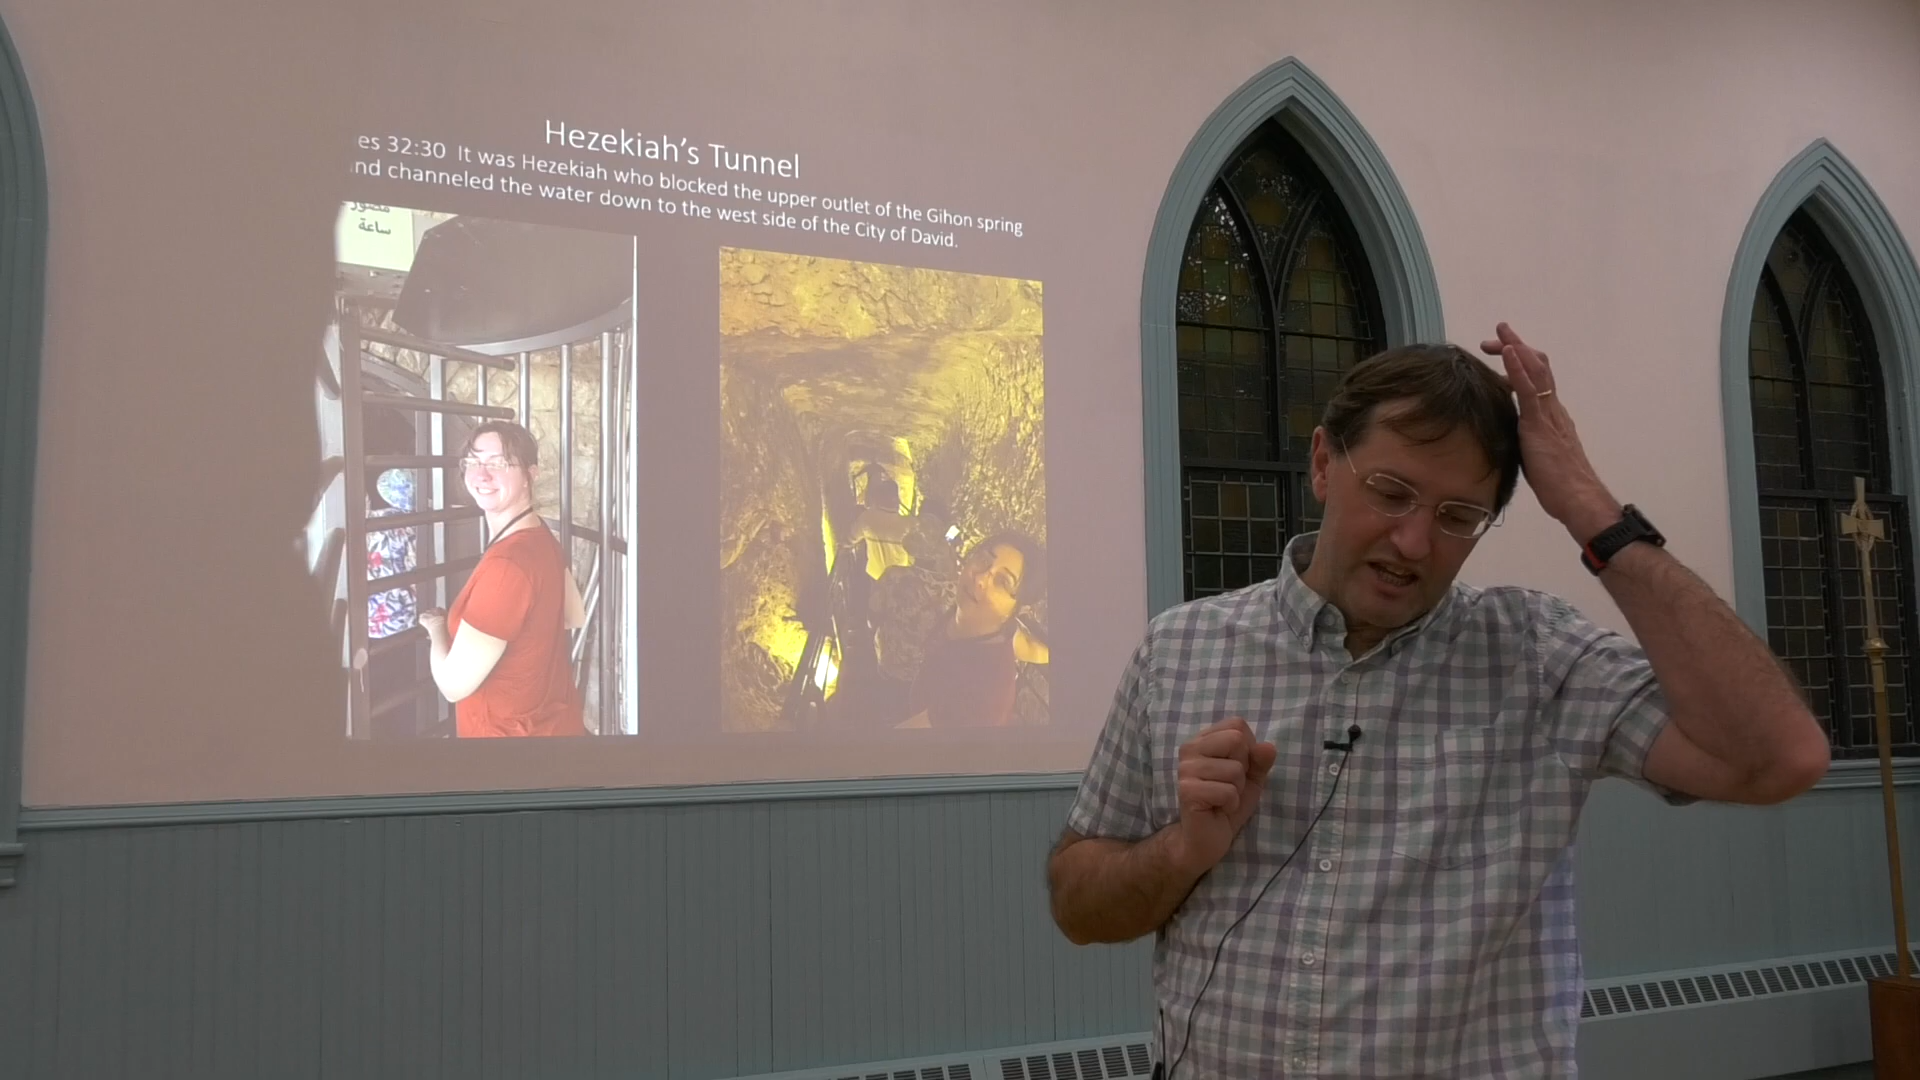 Hezekiah's Tunnel
es 32:30 It was Hezekiah who blocked the upper outlet of the Gihon spring
nd channeled the water down to the west side of the City of David.
ساعة